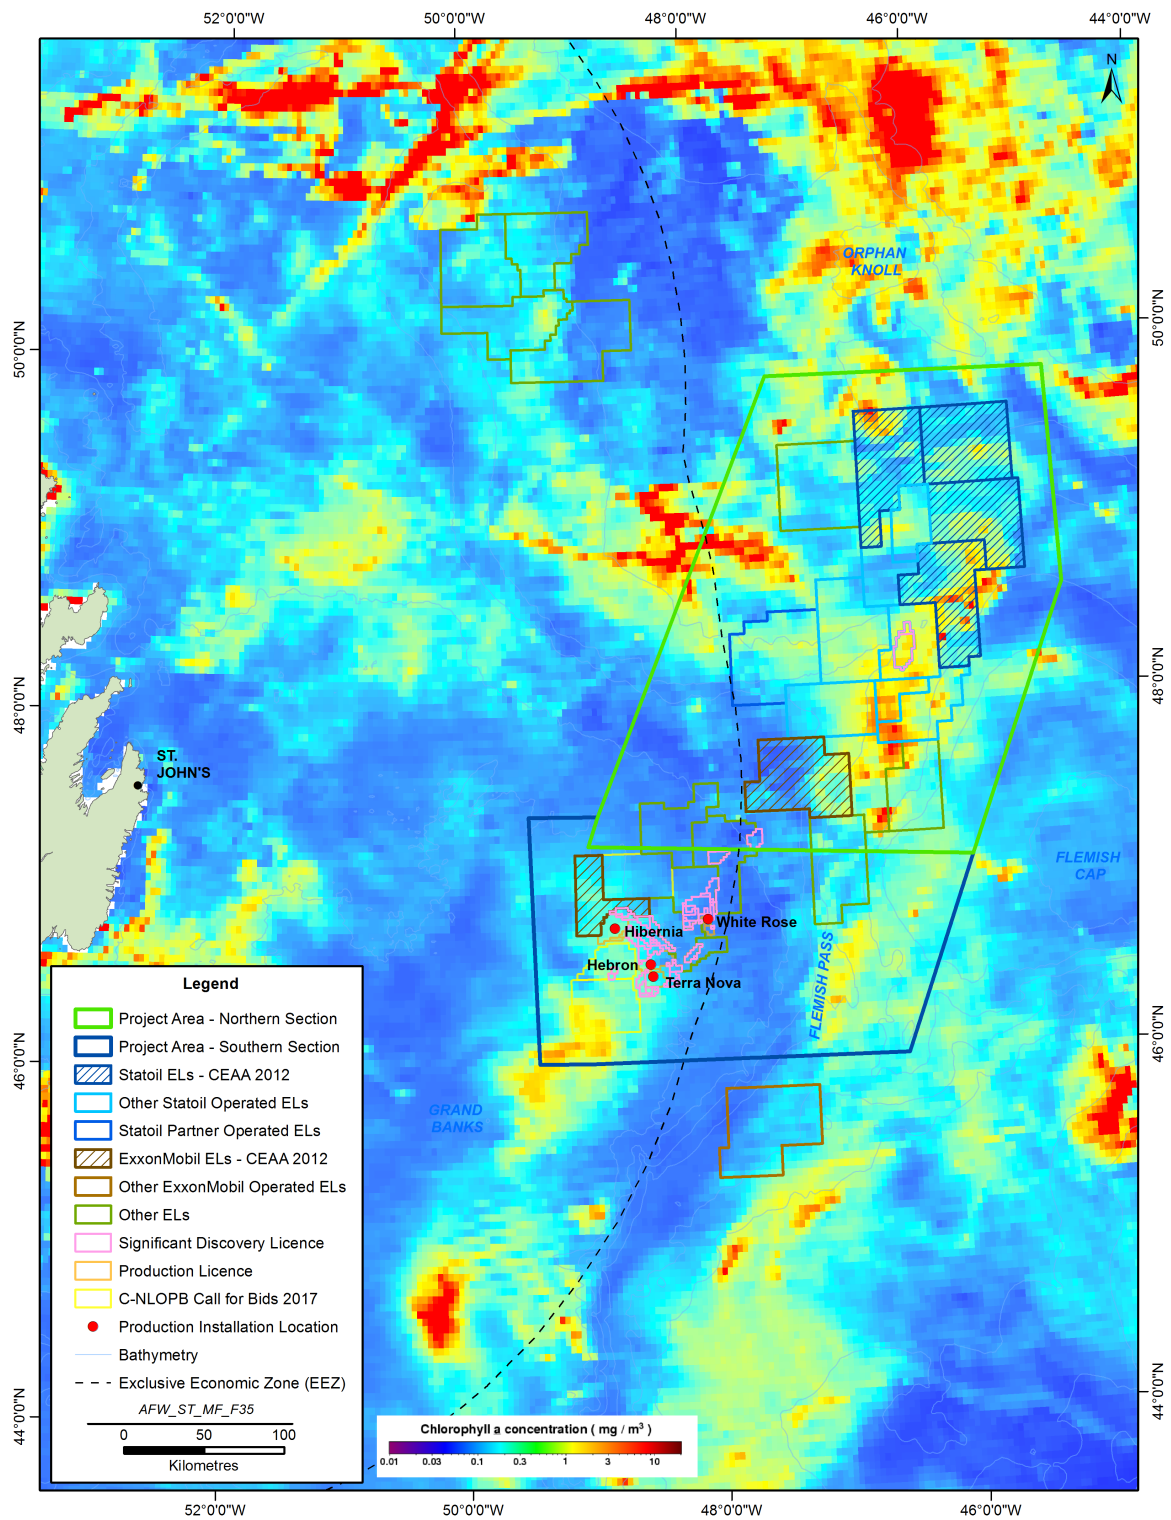 52°0'0"W 50°0'0"W 48°0'0"W 46°0'0"W 44°0'0"W
N
ORPHAN
KNOLL
50°0'0"N
50°0'0"N
48°0'0"N
48°0'0"N
ST.
JOHN'S
FLEMISH
CAP
White Rose
Hibernia
Hebron
Terra Nova
FLEMISH PASS
46°0'0"N
46°0'0"N
GRAND
BANKS
44°0'0"N
44°0'0"N
Legend
Project Area - Northern Section
Project Area - Southern Section
Statoil ELs - CEAA 2012
Other Statoil Operated ELs
Statoil Partner Operated ELs
ExxonMobil ELs - CEAA 2012
Other ExxonMobil Operated ELs
Other ELs
Significant Discovery Licence
Production Licence
C-NLOPB Call for Bids 2017
Production Installation Location
Bathymetry
Exclusive Economic Zone (EEZ)
AFW_ST_MF_F35
0 50 100
Kilometres
Chlorophyll a concentration ( mg / m³ )
0.01 0.03 0.1 0.3 1 3 10
52°0'0"W 50°0'0"W 48°0'0"W 46°0'0"W